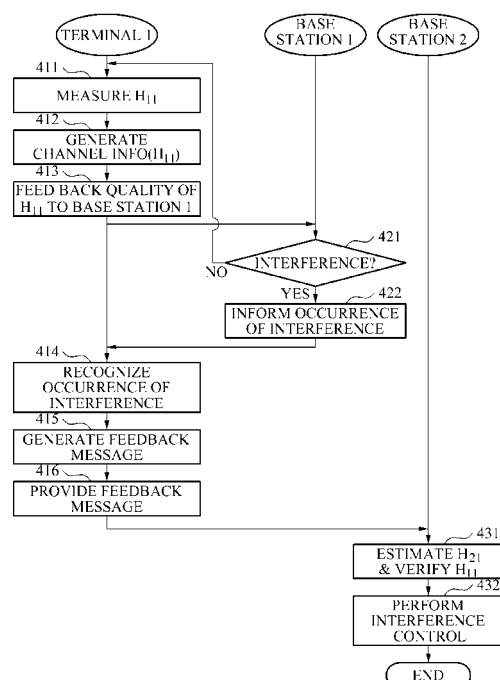 TERMINAL 1
BASE
STATION 1
BASE
STATION 2
411
MEASURE H11
412
GENERATE
CHANNEL INFO(H11)
413
FEED BACK QUALITY OF
H11 TO BASE STATION 1
421
INTERFERENCE?
NO
YES
422
INFORM OCCURRENCE
OF INTERFERENCE
414
RECOGNIZE
OCCURRENCE OF
INTERFERENCE
415
GENERATE FEEDBACK
MESSAGE
416
PROVIDE FEEDBACK
MESSAGE
431
ESTIMATE H21
& VERIFY H11
432
PERFORM
INTERFERENCE
CONTROL
END